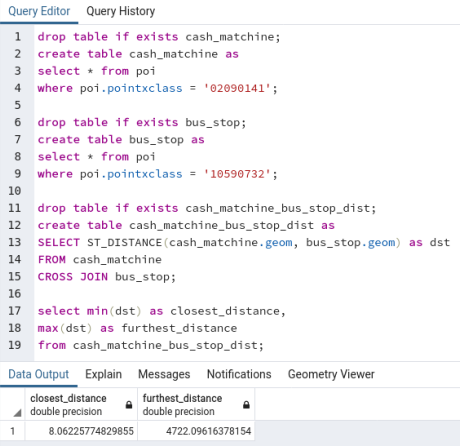 Query Editor Query History
1 drop table if exists cash_matchine;
2 create table cash_matchine as
3 select * from poi
4 where poi.pointxclass = '02090141';
5
6 drop table if exists bus_stop;
7 create table bus_stop as
8 select * from poi
9 where poi.pointxclass = '10590732';
10
11 drop table if exists cash_matchine_bus_stop_dist;
12 create table cash_matchine_bus_stop_dist as
13 SELECT ST_DISTANCE(cash_matchine.geom, bus_stop.geom) as dst
14 FROM cash_matchine
15 CROSS JOIN bus_stop;
16
17 select min(dst) as closest_distance,
18 max(dst) as furthest_distance
19 from cash_matchine_bus_stop_dist;
Data Output Explain Messages Notifications Geometry Viewer
closest_distance furthest_distance
double precision double precision
1 8.06225774829855 4722.09616378154